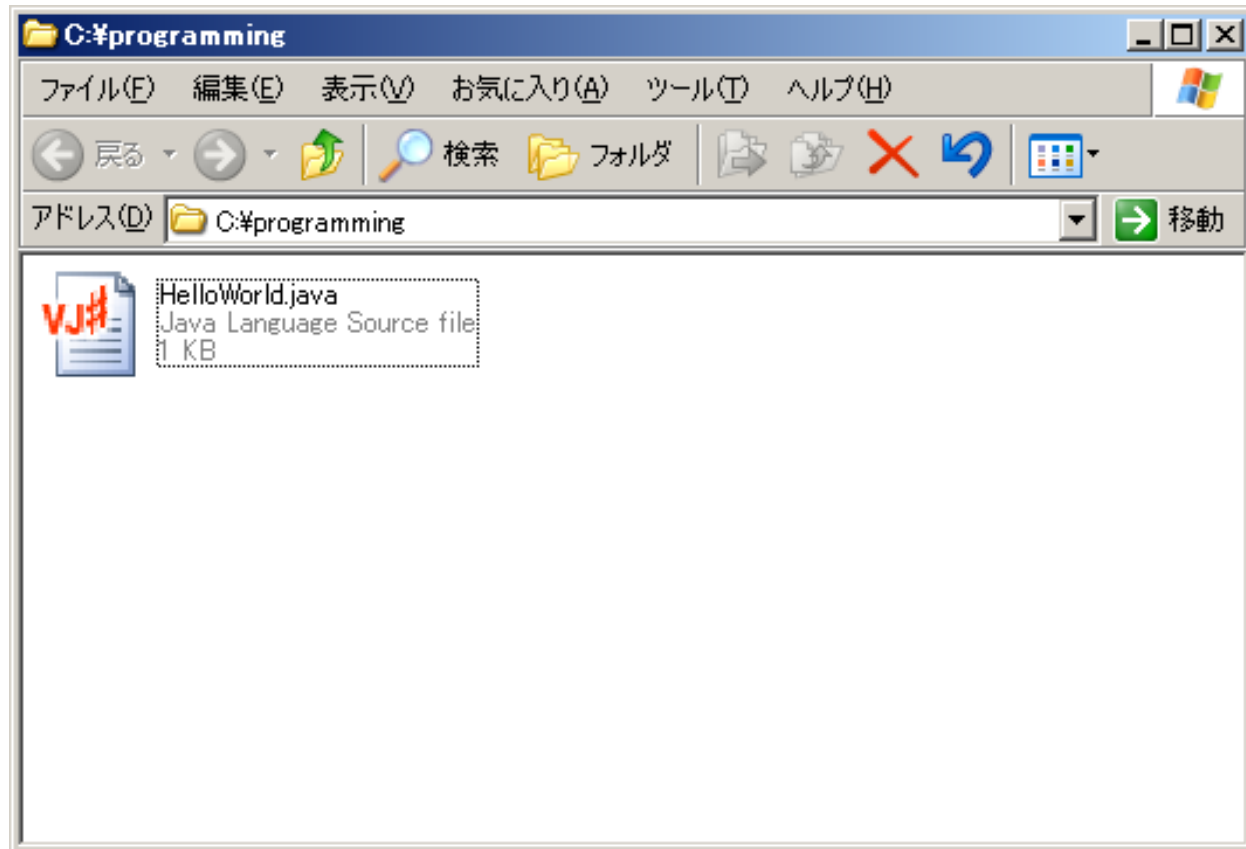 C:¥programming
ファイル(F) 編集(E) 表示(V) お気に入り(A) ツール(T) ヘルプ(H)
戻る 検索 フォルダ
アドレス(D) C:¥programming 移動
VJ#
HelloWorld.java
Java Language Source file
1 KB